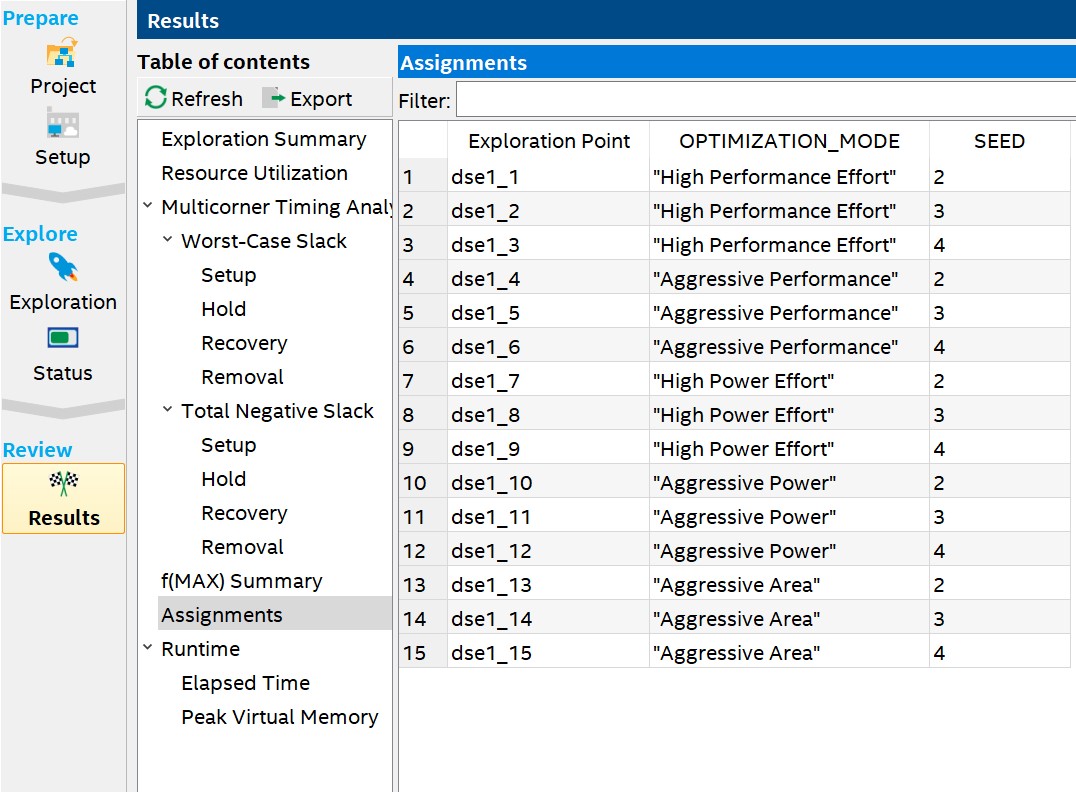 Prepare
Project
Setup
Explore
Exploration
Status
Review
Results
Results
Table of contents
Refresh Export
Exploration Summary
Resource Utilization
Multicorner Timing Analy
Worst-Case Slack
Setup
Hold
Recovery
Removal
Total Negative Slack
Setup
Hold
Recovery
Removal
f(MAX) Summary
Assignments
Runtime
Elapsed Time
Peak Virtual Memory
Assignments
Filter:
Exploration Point OPTIMIZATION_MODE SEED
1 dse1_1 "High Performance Effort" 2
2 dse1_2 "High Performance Effort" 3
3 dse1_3 "High Performance Effort" 4
4 dse1_4 "Aggressive Performance" 2
5 dse1_5 "Aggressive Performance" 3
6 dse1_6 "Aggressive Performance" 4
7 dse1_7 "High Power Effort" 2
8 dse1_8 "High Power Effort" 3
9 dse1_9 "High Power Effort" 4
10 dse1_10 "Aggressive Power" 2
11 dse1_11 "Aggressive Power" 3
12 dse1_12 "Aggressive Power" 4
13 dse1_13 "Aggressive Area" 2
14 dse1_14 "Aggressive Area" 3
15 dse1_15 "Aggressive Area" 4